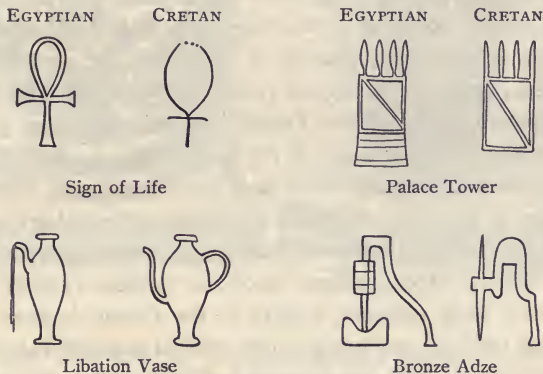 EGYPTIAN CRETAN EGYPTIAN CRETAN
Sign of Life Palace Tower
Libation Vase Bronze Adze